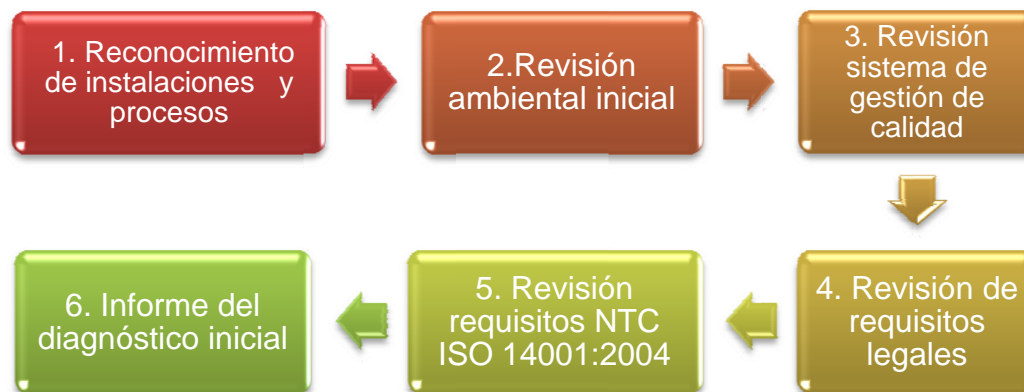 1. Reconocimiento
de instalaciones y
procesos
2.Revisión
ambiental inicial
3. Revisión
sistema de
gestión de
calidad
4. Revisión de
requisitos
legales
5. Revisión
requisitos NTC
ISO 14001:2004
6. Informe del
diagnóstico inicial